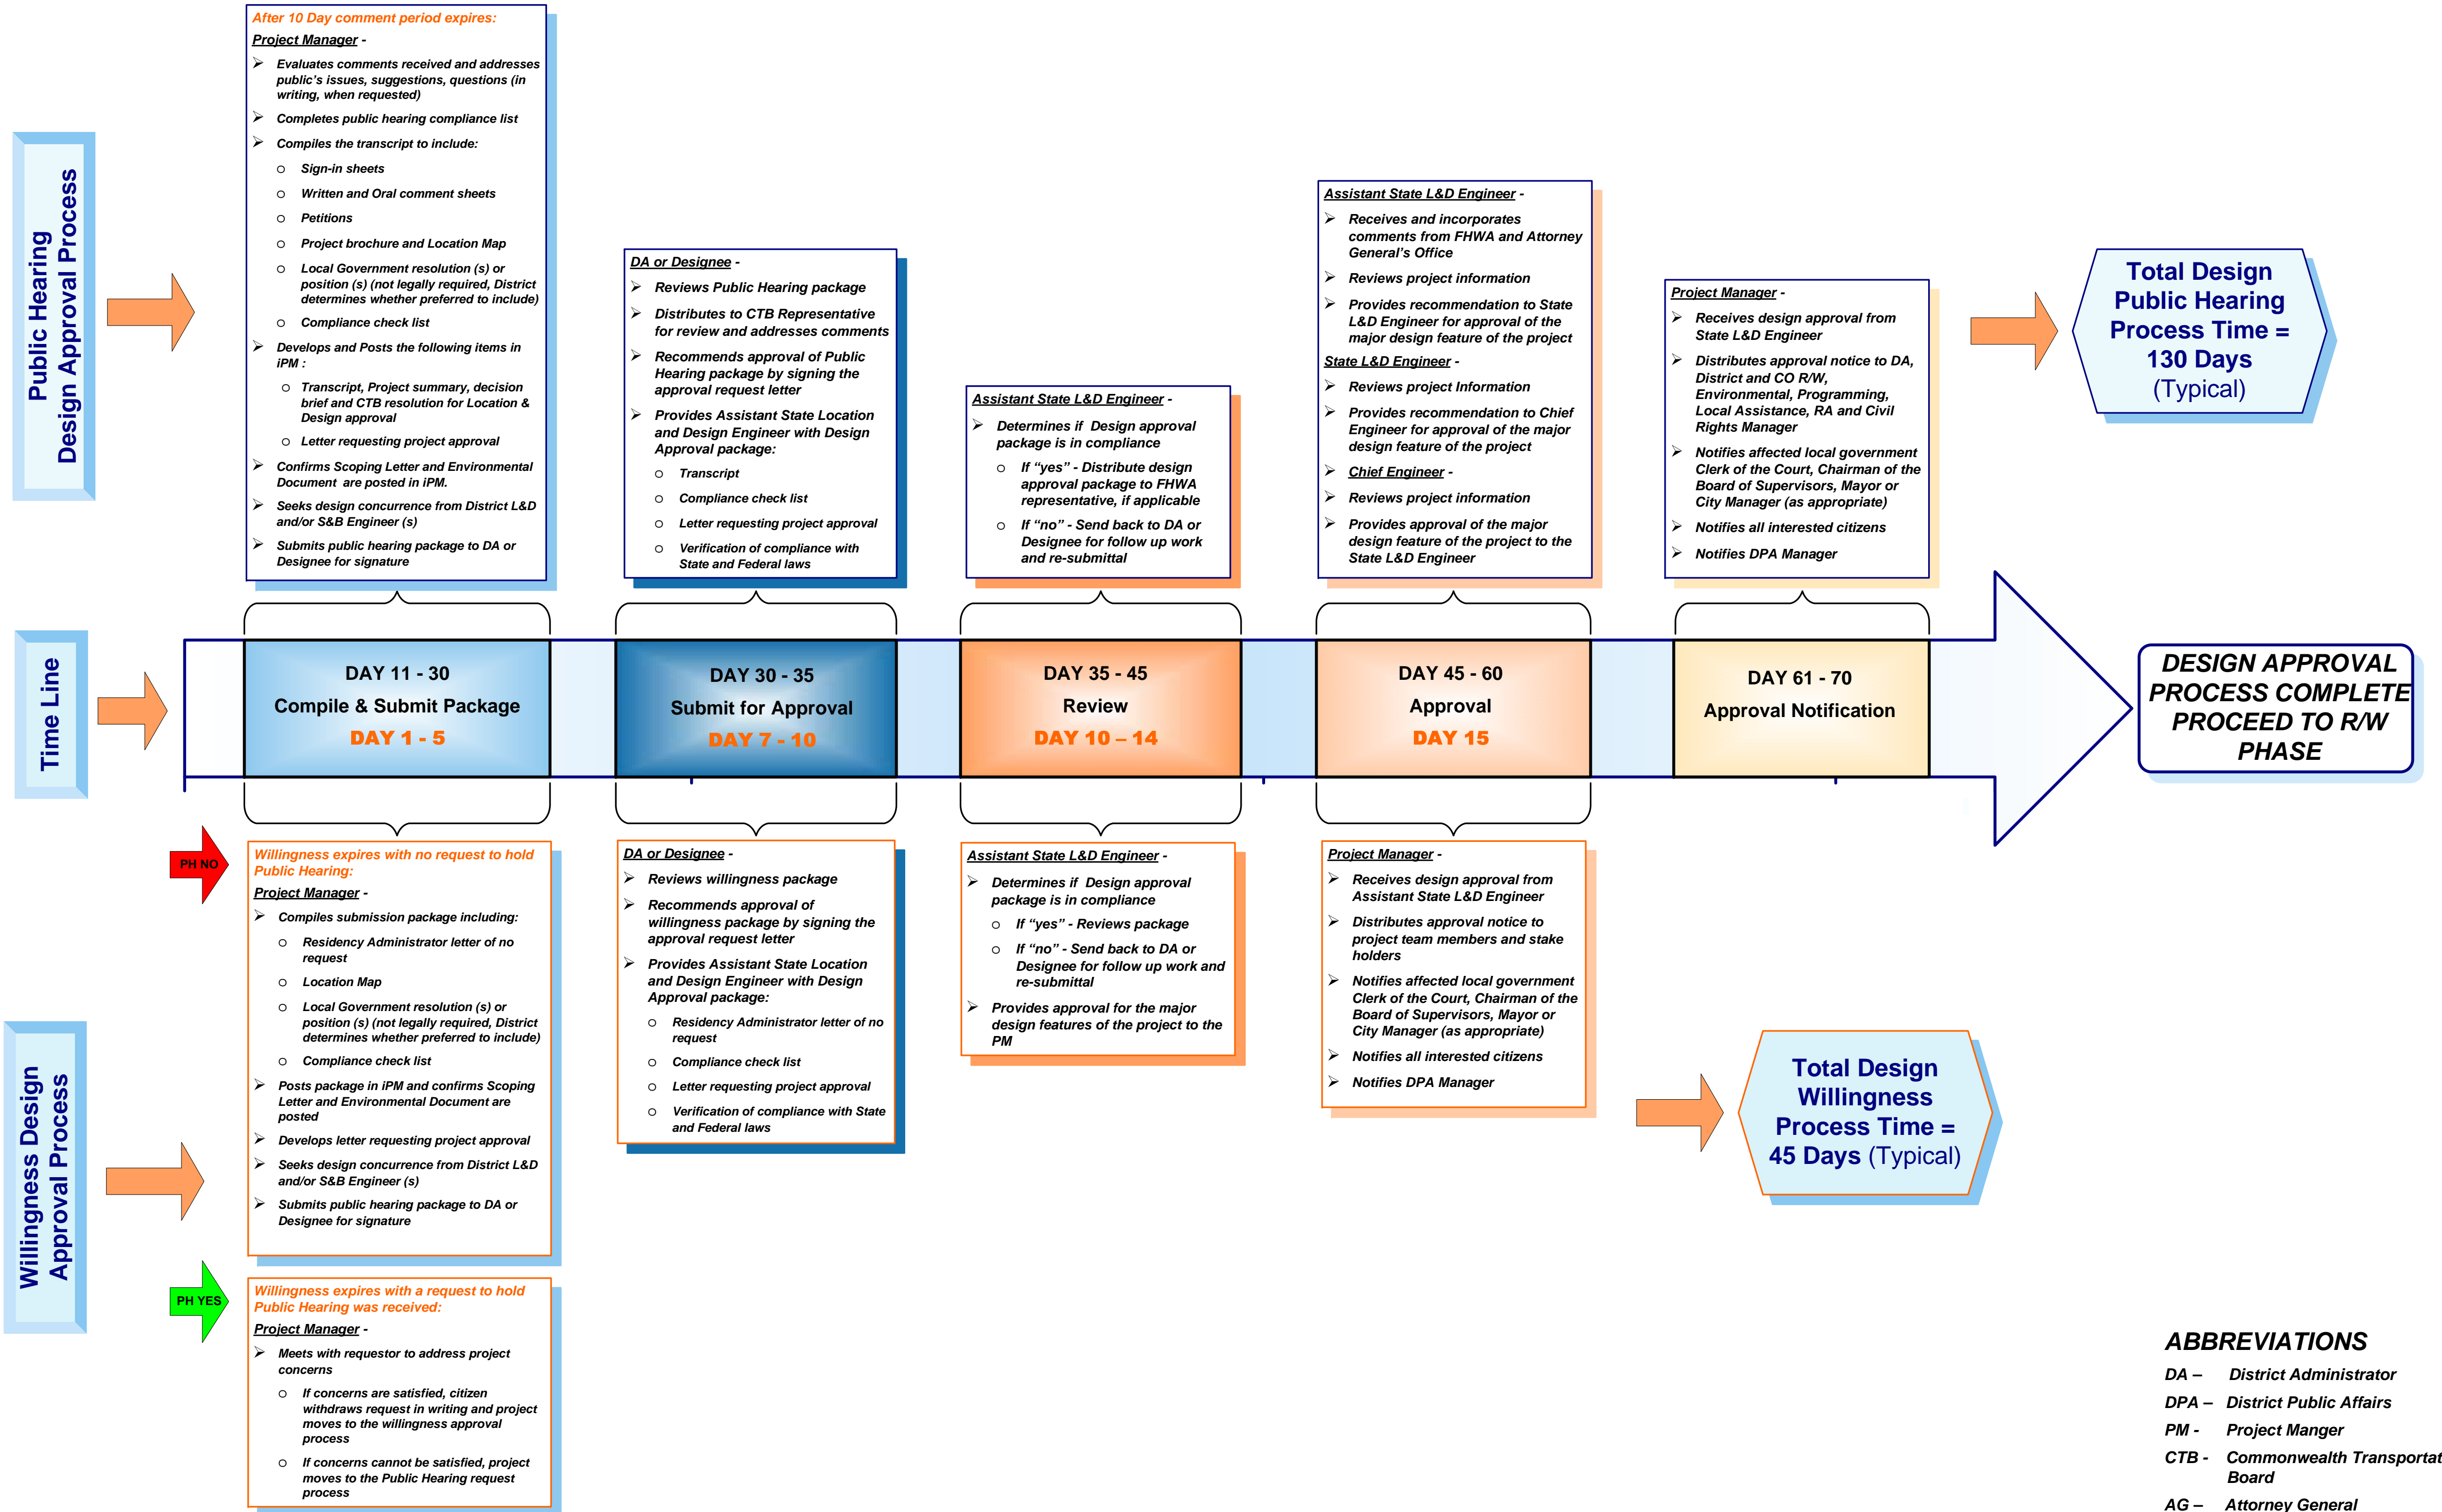 Public Hearing
Design Approval Process
After 10 Day comment period expires:
Project Manager -
➢ Evaluates comments received and addresses
public's issues, suggestions, questions (in
writing, when requested)
➢ Completes public hearing compliance list
➢ Compiles the transcript to include:
o Sign-in sheets
o Written and Oral comment sheets
o Petitions
o Project brochure and Location Map
o Local Government resolution (s) or
position (s) (not legally required, District
determines whether preferred to include)
o Compliance check list
➢ Develops and Posts the following items in
iPM :
o Transcript, Project summary, decision
brief and CTB resolution for Location &
Design approval
o Letter requesting project approval
➢ Confirms Scoping Letter and Environmental
Document are posted in iPM.
➢ Seeks design concurrence from District L&D
and/or S&B Engineer (s)
➢ Submits public hearing package to DA or
Designee for signature
DA or Designee -
➢ Reviews Public Hearing package
➢ Distributes to CTB Representative
for review and addresses comments
➢ Recommends approval of Public
Hearing package by signing the
approval request letter
➢ Provides Assistant State Location
and Design Engineer with Design
Approval package:
o Transcript
o Compliance check list
o Letter requesting project approval
o Verification of compliance with
State and Federal laws
Assistant State L&D Engineer -
➢ Determines if Design approval
package is in compliance
o If "yes" - Distribute design
approval package to FHWA
representative, if applicable
o If "no" - Send back to DA or
Designee for follow up work
and re-submittal
Assistant State L&D Engineer -
➢ Receives and incorporates
comments from FHWA and Attorney
General's Office
➢ Reviews project information
➢ Provides recommendation to State
L&D Engineer for approval of the
major design feature of the project
State L&D Engineer -
➢ Reviews project Information
➢ Provides recommendation to Chief
Engineer for approval of the major
design feature of the project
➢ Chief Engineer -
➢ Reviews project information
➢ Provides approval of the major
design feature of the project to the
State L&D Engineer
Project Manager -
➢ Receives design approval from
State L&D Engineer
➢ Distributes approval notice to DA,
District and CO R/W,
Environmental, Programming,
Local Assistance, RA and Civil
Rights Manager
➢ Notifies affected local government
Clerk of the Court, Chairman of the
Board of Supervisors, Mayor or
City Manager (as appropriate)
➢ Notifies all interested citizens
➢ Notifies DPA Manager
Total Design
Public Hearing
Process Time =
130 Days
(Typical)
Time Line
DAY 11 - 30
Compile & Submit Package
DAY 1 - 5
DAY 30 - 35
Submit for Approval
DAY 7 - 10
DAY 35 - 45
Review
DAY 10 – 14
DAY 45 - 60
Approval
DAY 15
DAY 61 - 70
Approval Notification
DESIGN APPROVAL
PROCESS COMPLETE
PROCEED TO R/W
PHASE
Willingness Design
Approval Process
PH NO
Willingness expires with no request to hold
Public Hearing:
Project Manager -
➢ Compiles submission package including:
o Residency Administrator letter of no
request
o Location Map
o Local Government resolution (s) or
position (s) (not legally required, District
determines whether preferred to include)
o Compliance check list
➢ Posts package in iPM and confirms Scoping
Letter and Environmental Document are
posted
➢ Develops letter requesting project approval
➢ Seeks design concurrence from District L&D
and/or S&B Engineer (s)
➢ Submits public hearing package to DA or
Designee for signature
DA or Designee -
➢ Reviews willingness package
➢ Recommends approval of
willingness package by signing the
approval request letter
➢ Provides Assistant State Location
and Design Engineer with Design
Approval package:
o Residency Administrator letter of no
request
o Compliance check list
o Letter requesting project approval
o Verification of compliance with State
and Federal laws
Assistant State L&D Engineer -
➢ Determines if Design approval
package is in compliance
o If "yes" - Reviews package
o If "no" - Send back to DA or
Designee for follow up work and
re-submittal
➢ Provides approval for the major
design features of the project to the
PM
Project Manager -
➢ Receives design approval from
Assistant State L&D Engineer
➢ Distributes approval notice to
project team members and stake
holders
➢ Notifies affected local government
Clerk of the Court, Chairman of the
Board of Supervisors, Mayor or
City Manager (as appropriate)
➢ Notifies all interested citizens
➢ Notifies DPA Manager
Total Design
Willingness
Process Time =
45 Days (Typical)
PH YES
Willingness expires with a request to hold
Public Hearing was received:
Project Manager -
➢ Meets with requestor to address project
concerns
o If concerns are satisfied, citizen
withdraws request in writing and project
moves to the willingness approval
process
o If concerns cannot be satisfied, project
moves to the Public Hearing request
process
ABBREVIATIONS
DA – District Administrator
DPA – District Public Affairs
PM - Project Manger
CTB - Commonwealth Transportat
Board
AG – Attorney General